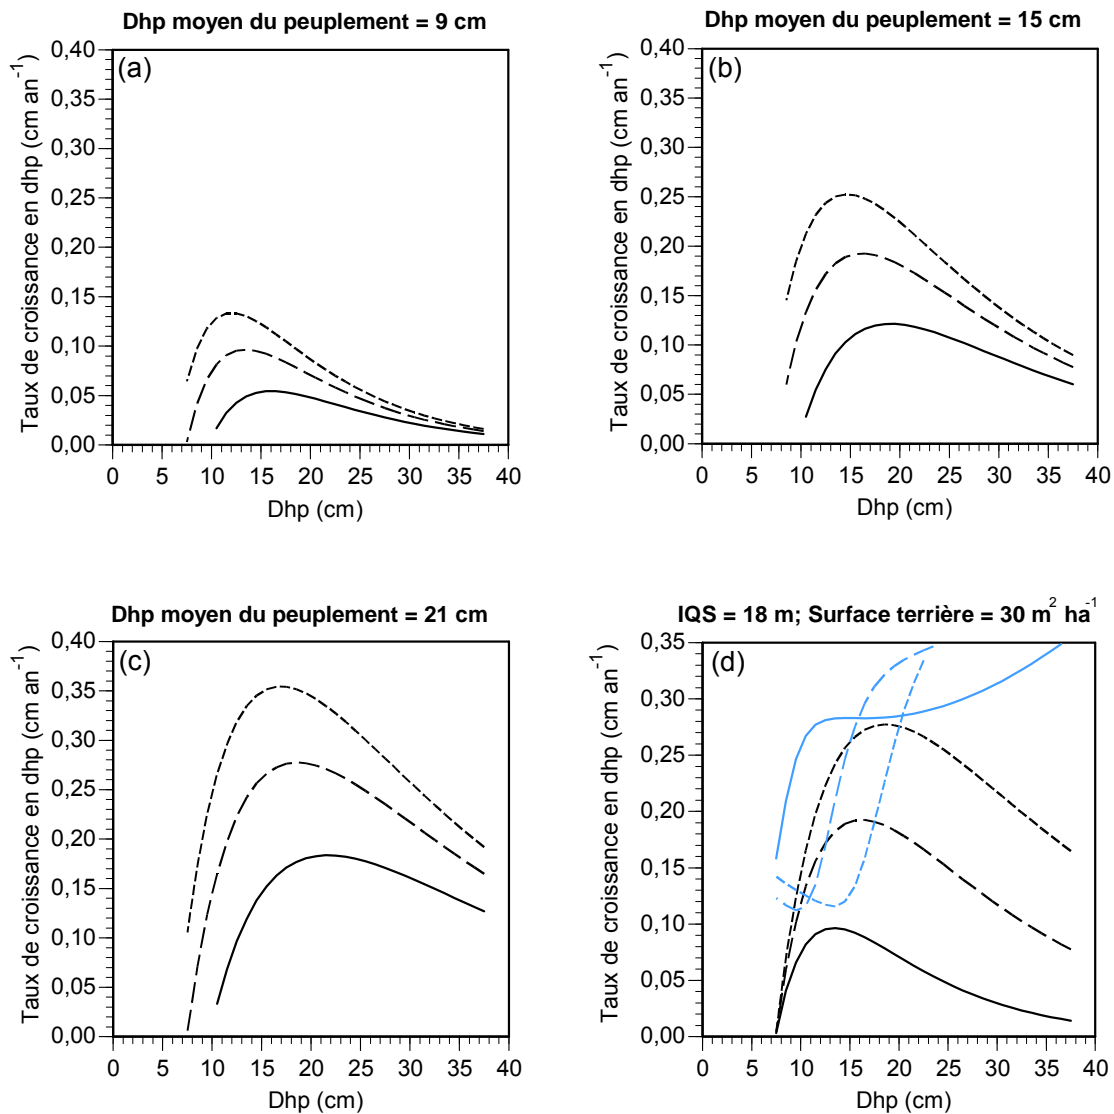 Dhp moyen du peuplement = 9 cm
(a)
Taux de croissance en dhp (cm an⁻¹)
0,40
0,35
0,30
0,25
0,20
0,15
0,10
0,05
0,00
0 5 10 15 20 25 30 35 40
Dhp (cm)
Dhp moyen du peuplement = 15 cm
(b)
Taux de croissance en dhp (cm an⁻¹)
0,40
0,35
0,30
0,25
0,20
0,15
0,10
0,05
0,00
0 5 10 15 20 25 30 35 40
Dhp (cm)
Dhp moyen du peuplement = 21 cm
(c)
Taux de croissance en dhp (cm an⁻¹)
0,40
0,35
0,30
0,25
0,20
0,15
0,10
0,05
0,00
0 5 10 15 20 25 30 35 40
Dhp (cm)
IQS = 18 m; Surface terrière = 30 m² ha⁻¹
(d)
Taux de croissance en dhp (cm an⁻¹)
0,35
0,30
0,25
0,20
0,15
0,10
0,05
0,00
0 5 10 15 20 25 30 35 40
Dhp (cm)